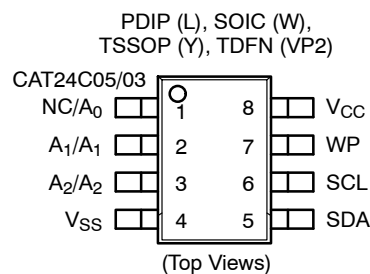 PDIP (L), SOIC (W),
TSSOP (Y), TDFN (VP2)
CAT24C05/03
NC/A0 1 8 VCC
A1/A1 2 7 WP
A2/A2 3 6 SCL
VSS 4 5 SDA
(Top Views)